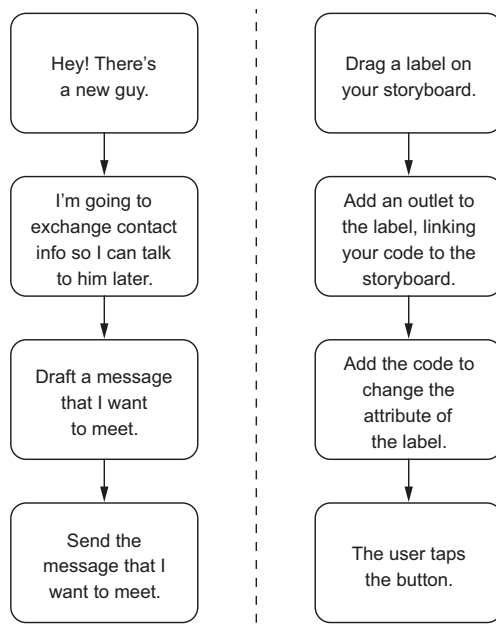 Hey! There's
a new guy.
I'm going to
exchange contact
info so I can talk
to him later.
Draft a message
that I want
to meet.
Send the
message that I
want to meet.
Drag a label on
your storyboard.
Add an outlet to
the label, linking
your code to the
storyboard.
Add the code to
change the
attribute of
the label.
The user taps
the button.